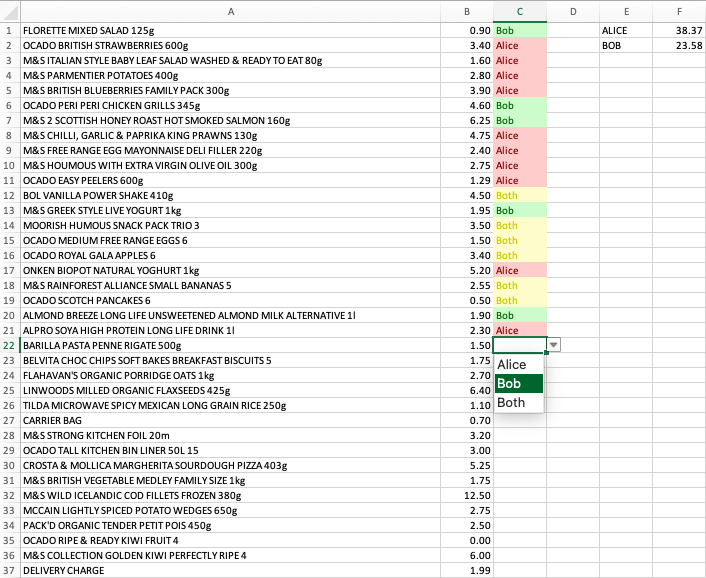 A B C D E F
1 FLORETTE MIXED SALAD 125g 0.90 Bob ALICE 38.37
2 OCADO BRITISH STRAWBERRIES 600g 3.40 Alice BOB 23.58
3 M&S ITALIAN STYLE BABY LEAF SALAD WASHED & READY TO EAT 80g 1.60 Alice
4 M&S PARMENTIER POTATOES 400g 2.80 Alice
5 M&S BRITISH BLUEBERRIES FAMILY PACK 300g 3.90 Alice
6 OCADO PERI PERI CHICKEN GRILLS 345g 4.60 Bob
7 M&S 2 SCOTTISH HONEY ROAST HOT SMOKED SALMON 160g 6.25 Bob
8 M&S CHILLI, GARLIC & PAPRIKA KING PRAWNS 130g 4.75 Alice
9 M&S FREE RANGE EGG MAYONNAISE DELI FILLER 220g 2.40 Alice
10 M&S HOUMOUS WITH EXTRA VIRGIN OLIVE OIL 300g 2.75 Alice
11 OCADO EASY PEELERS 600g 1.29 Alice
12 BOL VANILLA POWER SHAKE 410g 4.50 Both
13 M&S GREEK STYLE LIVE YOGURT 1kg 1.95 Bob
14 MOORISH HUMOUS SNACK PACK TRIO 3 3.50 Both
15 OCADO MEDIUM FREE RANGE EGGS 6 1.50 Both
16 OCADO ROYAL GALA APPLES 6 3.40 Both
17 ONKEN BIOPOT NATURAL YOGHURT 1kg 5.20 Alice
18 M&S RAINFOREST ALLIANCE SMALL BANANAS 5 2.55 Both
19 OCADO SCOTCH PANCAKES 6 0.50 Both
20 ALMOND BREEZE LONG LIFE UNSWEETENED ALMOND MILK ALTERNATIVE 1l 1.90 Bob
21 ALPRO SOYA HIGH PROTEIN LONG LIFE DRINK 1l 2.30 Alice
22 BARILLA PASTA PENNE RIGATE 500g 1.50
23 BELVITA CHOC CHIPS SOFT BAKES BREAKFAST BISCUITS 5 1.75 Alice
24 FLAHAVAN'S ORGANIC PORRIDGE OATS 1kg 2.70 Bob
25 LINWOODS MILLED ORGANIC FLAXSEEDS 425g 6.40 Both
26 TILDA MICROWAVE SPICY MEXICAN LONG GRAIN RICE 250g 1.10
27 CARRIER BAG 0.70
28 M&S STRONG KITCHEN FOIL 20m 3.20
29 OCADO TALL KITCHEN BIN LINER 50L 15 3.00
30 CROSTA & MOLLICA MARGHERITA SOURDOUGH PIZZA 403g 5.25
31 M&S BRITISH VEGETABLE MEDLEY FAMILY SIZE 1kg 1.75
32 M&S WILD ICELANDIC COD FILLETS FROZEN 380g 12.50
33 MCCAIN LIGHTLY SPICED POTATO WEDGES 650g 2.75
34 PACK'D ORGANIC TENDER PETIT POIS 450g 2.50
35 OCADO RIPE & READY KIWI FRUIT 4 0.00
36 M&S COLLECTION GOLDEN KIWI PERFECTLY RIPE 4 6.00
37 DELIVERY CHARGE 1.99